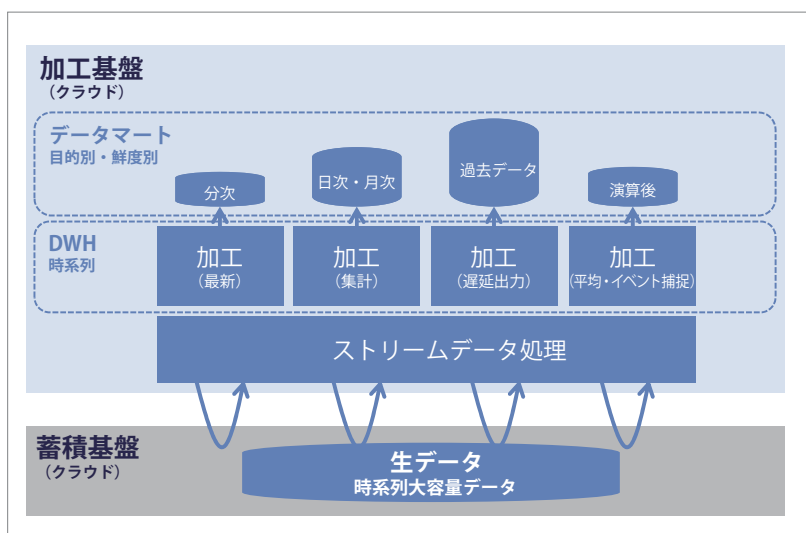 加工基盤
（クラウド）
データマート
目的別・鮮度別
分次
日次・月次
過去データ
演算後
DWH
時系列
加工
（最新）
加工
（集計）
加工
（遅延出力）
加工
（平均・イベント捕捉）
ストリームデータ処理
蓄積基盤
（クラウド）
生データ
時系列大容量データ